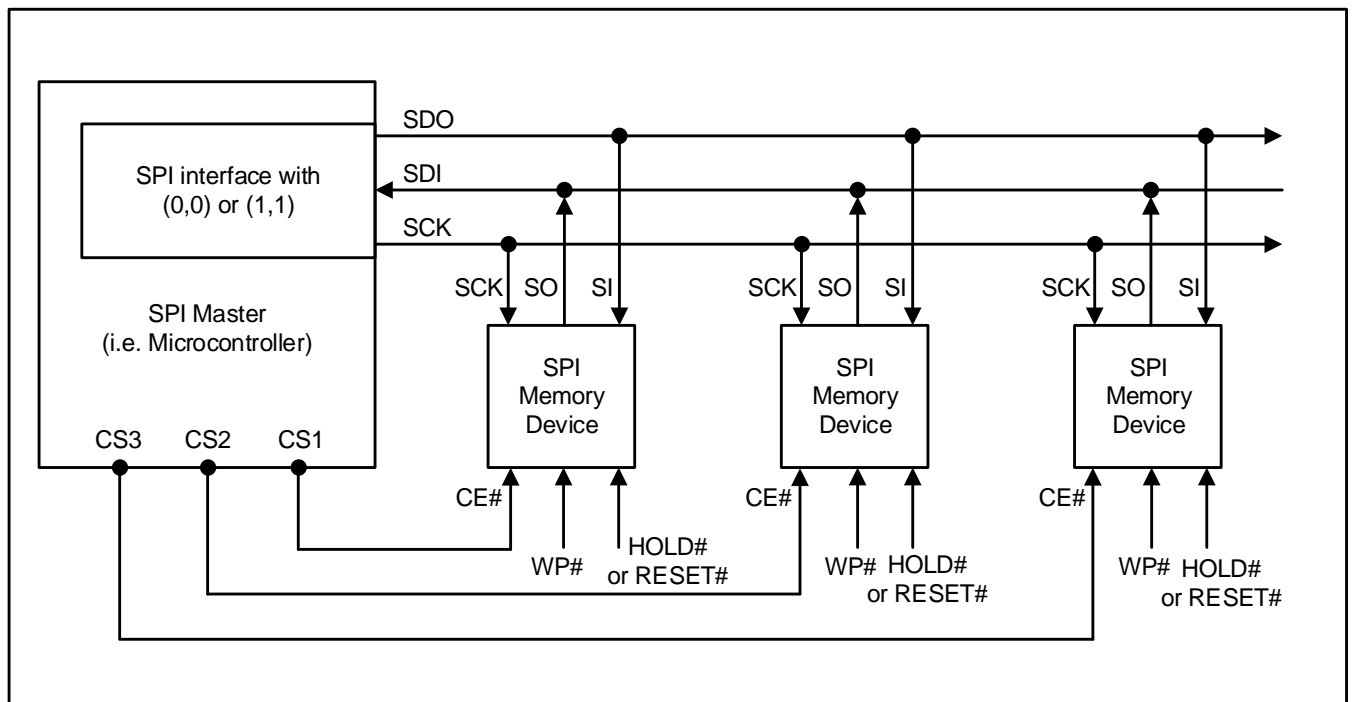 SDO
SPI interface with
(0,0) or (1,1)
SDI
SCK
SPI Master
(i.e. Microcontroller)
CS3
CS2
CS1
SCK
SO
SI
SPI
Memory
Device
CE#
WP#
HOLD#
or RESET#
SCK
SO
SI
SPI
Memory
Device
CE#
WP#
HOLD#
or RESET#
SCK
SO
SI
SPI
Memory
Device
CE#
WP#
HOLD#
or RESET#